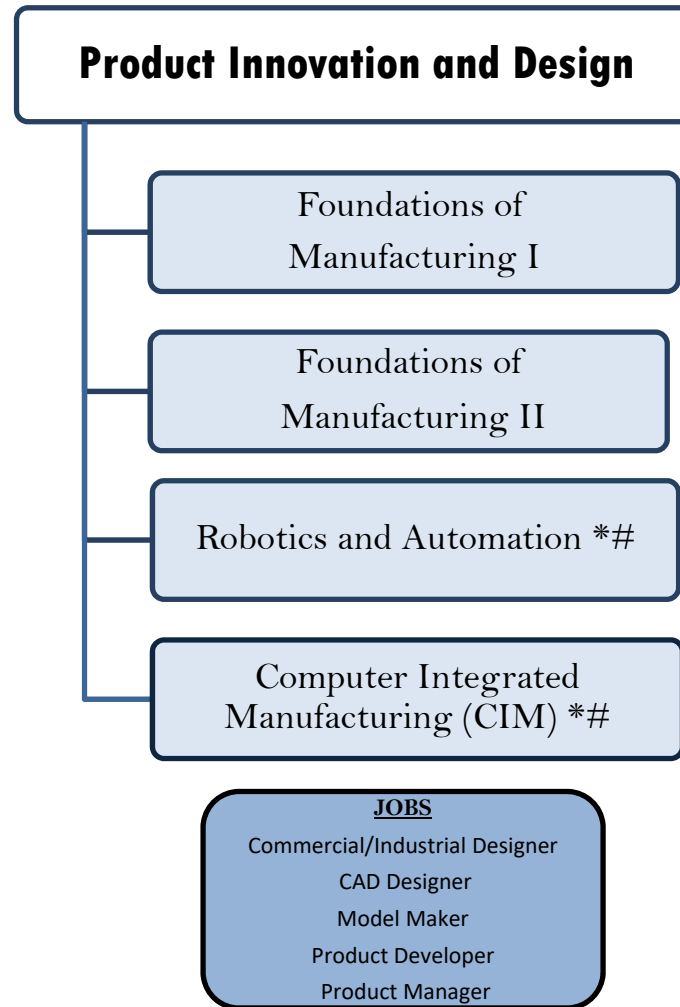 Product Innovation and Design
Foundations of
Manufacturing I
Foundations of
Manufacturing II
Robotics and Automation *#
Computer Integrated
Manufacturing (CIM) *#
JOBS
Commercial/Industrial Designer
CAD Designer
Model Maker
Product Developer
Product Manager